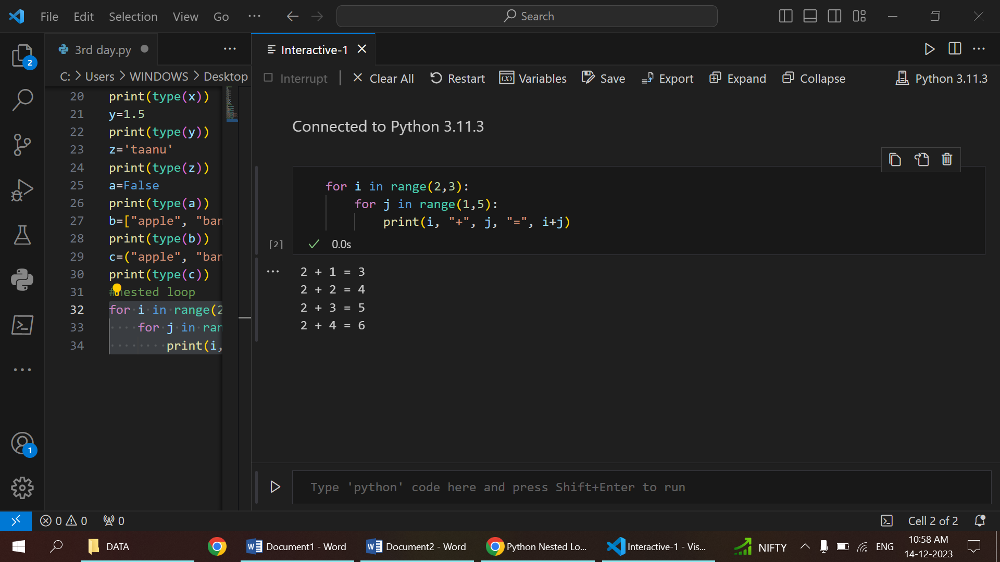 File Edit Selection View Go ··· Search
2
3rd day.py
Interactive-1
C: > Users > WINDOWS > Desktop
Interrupt | Clear All Restart Variables Save Export Expand Collapse Python 3.11.3
20 print(type(x))
21 y=1.5
22 print(type(y))
23 z='taanu'
24 print(type(z))
25 a=False
26 print(type(a))
27 b=["apple", "ban
28 print(type(b))
29 c=("apple", "ban
30 print(type(c))
31 #nested loop
32 for i in range(2
33 for j in ran
34 print(i,
Connected to Python 3.11.3
for i in range(2,3):
for j in range(1,5):
print(i, "+", j, "=", i+j)
[2] 0.0s
2 + 1 = 3
2 + 2 = 4
2 + 3 = 5
2 + 4 = 6
1
Type 'python' code here and press Shift+Enter to run
0 0 0 Cell 2 of 2
DATA Document1 - Word Document2 - Word Python Nested Lo... Interactive-1 - Vis... NIFTY ENG 10:58 AM
14-12-2023